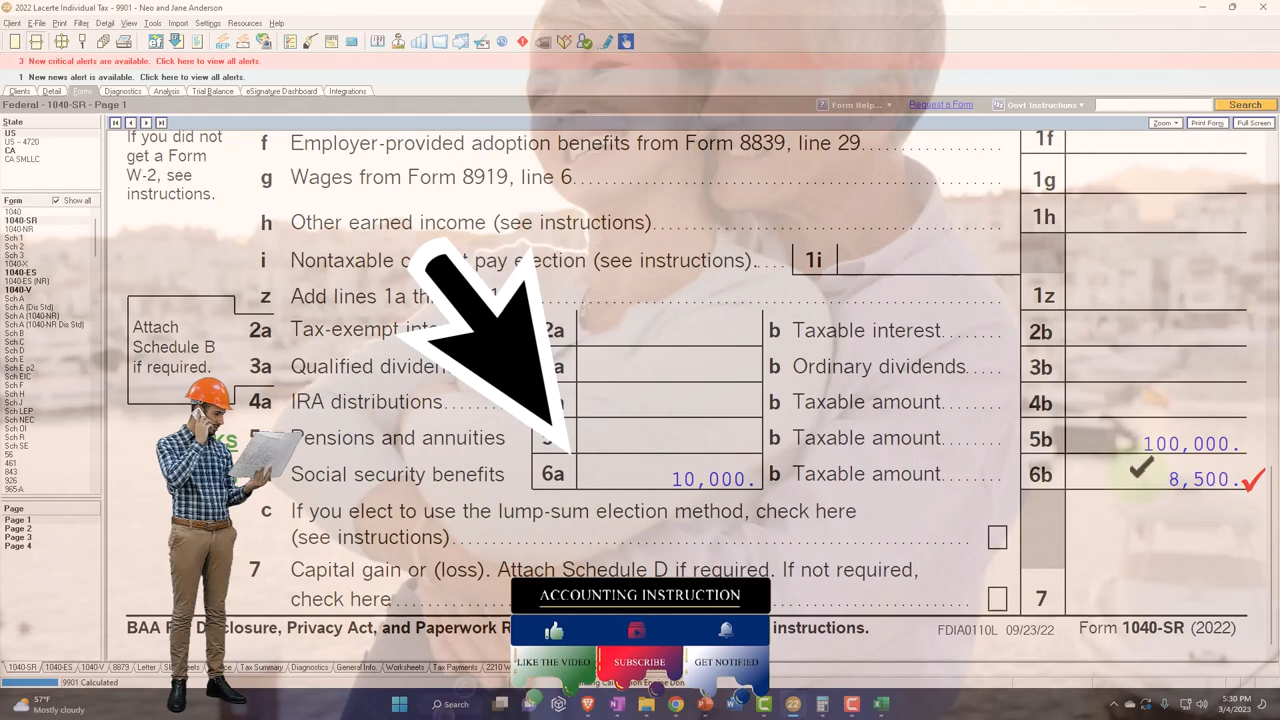 2022 Lacerte Individual Tax - 9901 - Neo and Jane Anderson
Client E-File Print Filter Detail View Tools Import Settings Resources Help
3 New critical alerts are available. Click here to view all alerts.
1 New news alert is available. Click here to view all alerts.
Clients Detail Forms Diagnostics Analysis Trial Balance eSignature Dashboard Integrations
Federal - 1040-SR - Page 1
Form Help... Request a Form Govt Instructions Search
Zoom Print Form Full Screen
State
US
US - 4720
CA
CA SMLLC
Form Show all
1040
1040-SR
1040-NR
Sch 1
Sch 2
Sch 3
1040-X
1040-ES
1040-ES (NR)
1040-V
Sch A
Sch A (Dis Std)
Sch A (1040-NR)
Sch A (1040-NR Dis Std)
Sch B
Sch C
Sch D
Sch E
Sch E p2
Sch EIC
Sch F
Sch H
Sch J
Sch LEP
Sch NEC
Sch OI
Sch R
Sch SE
56
461
843
926
965-A
Page
Page 1
Page 2
Page 3
Page 4
If you did not
get a Form
W-2, see
instructions.
f Employer-provided adoption benefits from Form 8839, line 29 1f
g Wages from Form 8919, line 6 1g
h Other earned income (see instructions) 1h
i Nontaxable pay election (see instructions) 1i
z Add lines 1a 1z
Attach
Schedule B
if required.
2a Tax-exempt 2a b Taxable interest 2b
3a Qualified b Ordinary dividends 3b
4a IRA distributions b Taxable amount 4b
Pensions and annuities b Taxable amount 5b 100,000.
Social security benefits 6a 10,000. b Taxable amount 6b 8,500.
c If you elect to use the lump-sum election method, check here
(see instructions)
7 Capital gain or (loss). Attach Schedule D if required. If not required,
check here 7
BAA Disclosure, Privacy Act, and Paperwork instructions. FDIA0110L 09/23/22 Form 1040-SR (2022)
ACCOUNTING INSTRUCTION
LIKE THE VIDEO SUBSCRIBE GET NOTIFIED
1040-SR 1040-ES 1040-V 8879 Letter Tax Summary Diagnostics General Info. Worksheets Tax Payments 2210
9901 Calculated
57°F
Mostly cloudy
Search
5:30 PM
3/4/2023